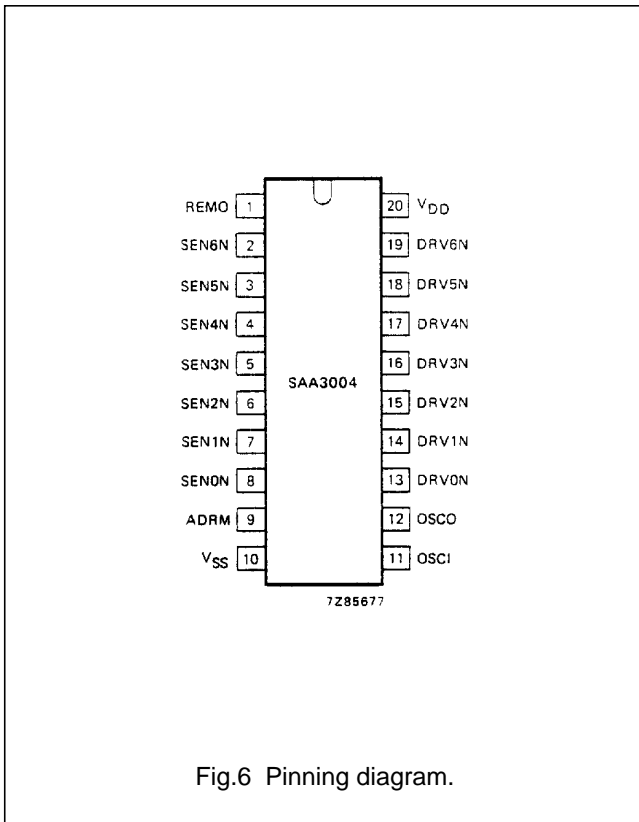 REMO 1 20 VDD
SEN6N 2 19 DRV6N
SEN5N 3 18 DRV5N
SEN4N 4 17 DRV4N
SEN3N 5 16 DRV3N
SAA3004
SEN2N 6 15 DRV2N
SEN1N 7 14 DRV1N
SEN0N 8 13 DRV0N
ADRM 9 12 OSCO
VSS 10 11 OSCI
7Z85677
Fig.6 Pinning diagram.